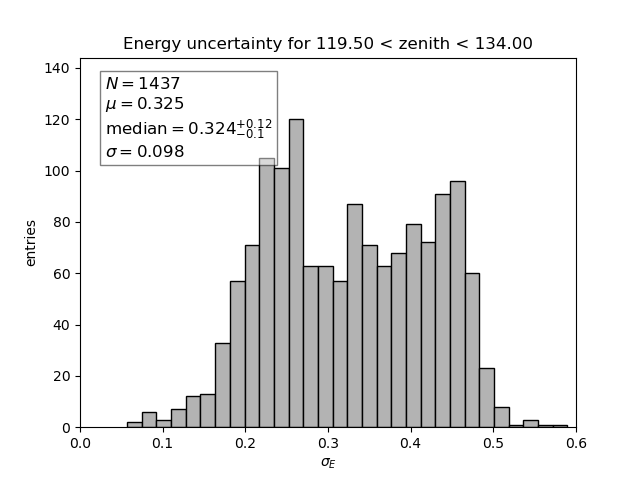 Energy uncertainty for 119.50 < zenith < 134.00
140
120
100
80
60
40
20
0
entries
N = 1437
μ = 0.325
median = 0.324^{+0.12}_{-0.1}
σ = 0.098
0.0 0.1 0.2 0.3 0.4 0.5 0.6
σ_E